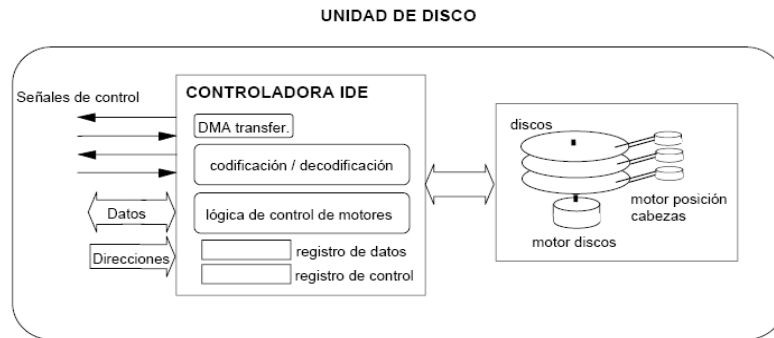 UNIDAD DE DISCO
Señales de control
CONTROLADORA IDE
DMA transfer.
codificación / decodificación
lógica de control de motores
Datos
Direcciones
registro de datos
registro de control
discos
motor posición
cabezas
motor discos